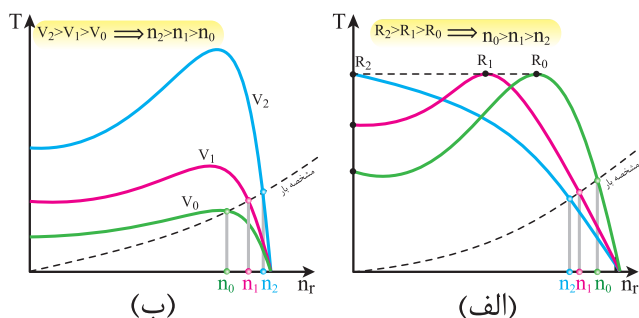 T
V₂>V₁>V₀ ⟹ n₂>n₁>n₀
V₂
V₁
V₀
مشخصه بار
n₀ n₁ n₂ nᵣ
(ب)
T
R₂>R₁>R₀ ⟹ n₀>n₁>n₂
R₂ R₁ R₀
مشخصه بار
n₂ n₁ n₀ nᵣ
(الف)